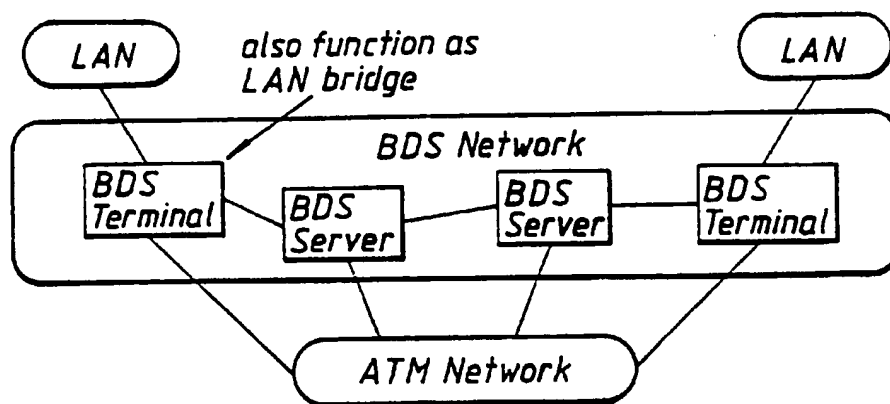 LAN
also function as
LAN bridge
LAN
BDS Network
BDS
Terminal
BDS
Server
BDS
Server
BDS
Terminal
ATM Network